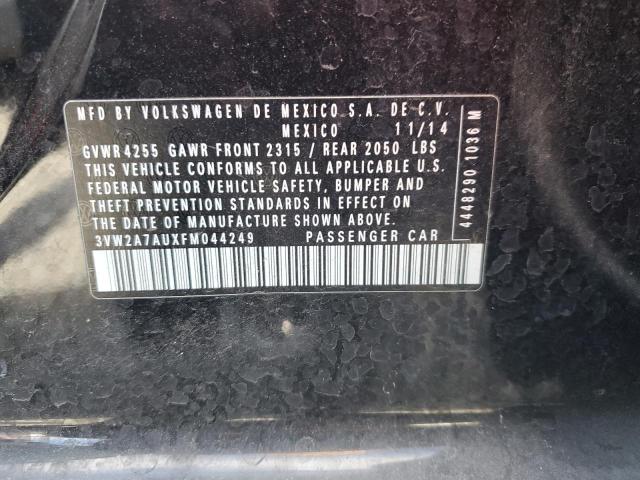 MFD BY VOLKSWAGEN DE MEXICO S.A. DE C.V.
MEXICO 11/14
GVWR 4255 GAWR FRONT 2315 / REAR 2050 LBS
THIS VEHICLE CONFORMS TO ALL APPLICABLE U.S.
FEDERAL MOTOR VEHICLE SAFETY, BUMPER AND
THEFT PREVENTION STANDARDS IN EFFECT ON
THE DATE OF MANUFACTURE SHOWN ABOVE.
3VW2A7AUXFM044249 PASSENGER CAR
4448290 1036 M